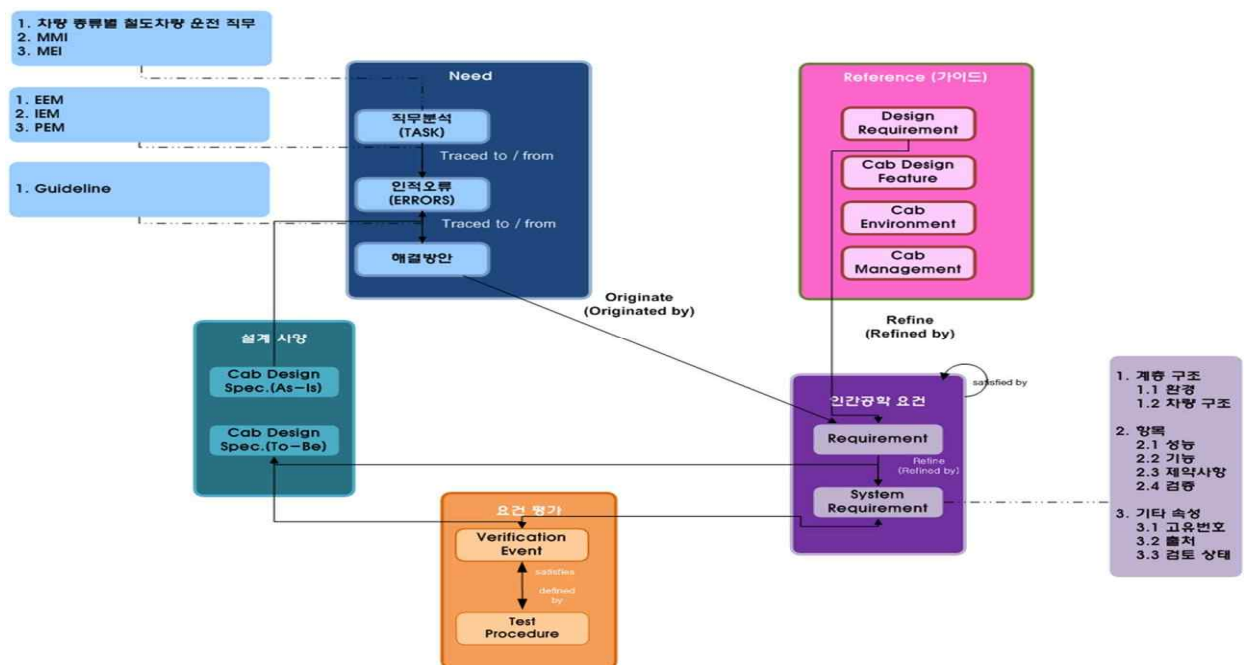 1. 차량 종류별 철도차량 운전 직무
2. MMI
3. MEI
1. EEM
2. IEM
3. PEM
1. Guideline
Need
직무분석
(TASK)
Traced to / from
인적오류
(ERRORS)
Traced to / from
해결방안
Reference (가이드)
Design
Requirement
Cab Design
Feature
Cab
Environment
Cab
Management
Originate
(Originated by)
Refine
(Refined by)
설계 사양
Cab Design
Spec.(As-Is)
Cab Design
Spec.(To-Be)
인간공학 요건
satisfied by
Requirement
Refine
(Refined by)
System
Requirement
요건 평가
Verification
Event
satisfies
defined
by
Test
Procedure
1. 계층 구조
1.1 환경
1.2 차량 구조
2. 항목
2.1 성능
2.2 기능
2.3 제약사항
2.4 검증
3. 기타 속성
3.1 고유번호
3.2 출처
3.3 검토 상태